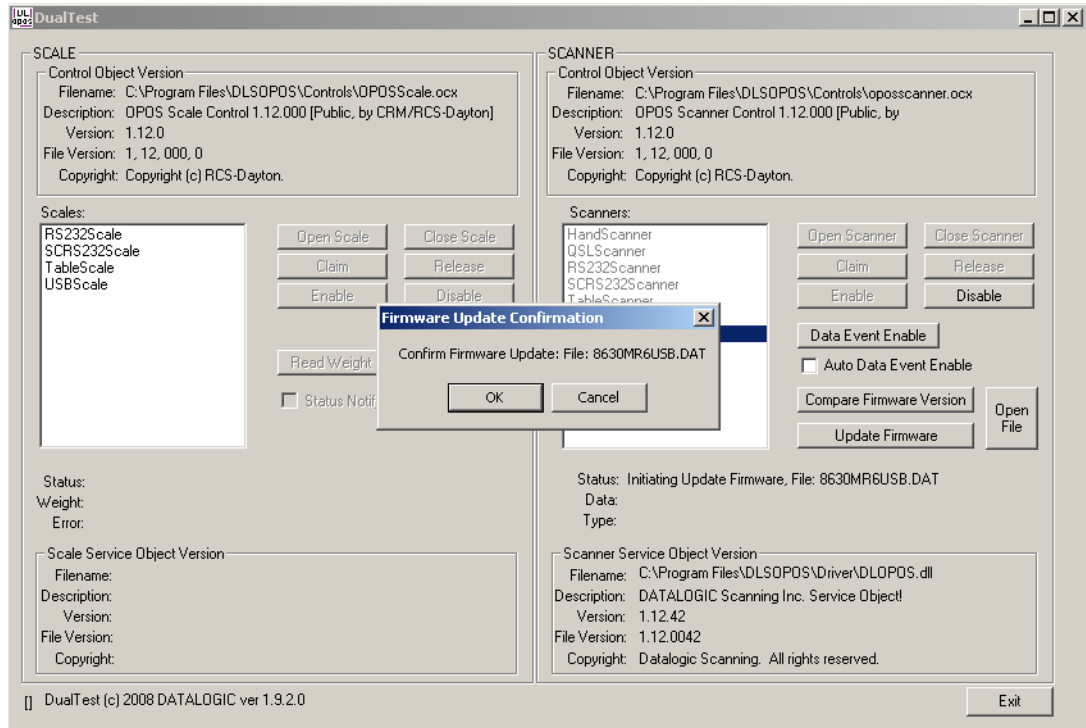 UL
opos
DualTest
SCALE
Control Object Version
Filename: C:\Program Files\DLSOPOS\Controls\OPOSScale.ocx
Description: OPOS Scale Control 1.12.000 [Public, by CRM/RCS-Dayton]
Version: 1.12.0
File Version: 1, 12, 000, 0
Copyright: Copyright (c) RCS-Dayton.
Scales:
RS232Scale
SCRS232Scale
TableScale
USBScale
Open Scale
Close Scale
Claim
Release
Enable
Disable
Read Weight
Status Notif
Status:
Weight:
Error:
Scale Service Object Version
Filename:
Description:
Version:
File Version:
Copyright:
SCANNER
Control Object Version
Filename: C:\Program Files\DLSOPOS\Controls\oposscanner.ocx
Description: OPOS Scanner Control 1.12.000 [Public, by
Version: 1.12.0
File Version: 1, 12, 000, 0
Copyright: Copyright (c) RCS-Dayton.
Scanners:
HandScanner
QSLScanner
RS232Scanner
SCRS232Scanner
TableScanner
Open Scanner
Close Scanner
Claim
Release
Enable
Disable
Data Event Enable
Auto Data Event Enable
Compare Firmware Version
Update Firmware
Open
File
Firmware Update Confirmation
Confirm Firmware Update: File: 8630MR6USB.DAT
OK
Cancel
Status: Initiating Update Firmware, File: 8630MR6USB.DAT
Data:
Type:
Scanner Service Object Version
Filename: C:\Program Files\DLSOPOS\Driver\DLOPOS.dll
Description: DATALOGIC Scanning Inc. Service Object!
Version: 1.12.42
File Version: 1.12.0042
Copyright: Datalogic Scanning. All rights reserved.
[] DualTest (c) 2008 DATALOGIC ver 1.9.2.0
Exit